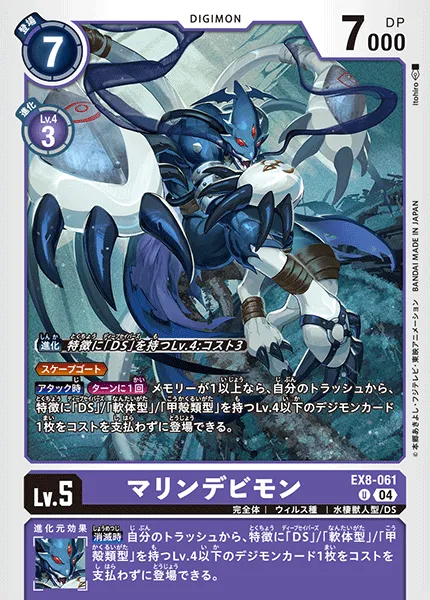 DIGIMON
登場
7
7000
DP
進化
Lv.4
3
Itohiro
BANDAI MADE IN JAPAN
© 本郷あきよし・フジテレビ・東映アニメーション
進化 特徴に「DS」を持つLv.4:コスト3
スケープゴート
アタック時 ターンに1回 メモリーが1以上なら、自分のトラッシュから、
特徴に「DS」/「軟体型」/「甲殻類型」を持つLv.4以下のデジモンカード
1枚をコストを支払わずに登場できる。
EX8-061
U 04
Lv.5
マリンデビモン
完全体 | ウィルス種 | 水棲獣人型/DS
進化元効果
消滅時 自分のトラッシュから、特徴に「DS」/「軟体型」/「甲
殻類型」を持つLv.4以下のデジモンカード1枚をコストを
支払わずに登場できる。